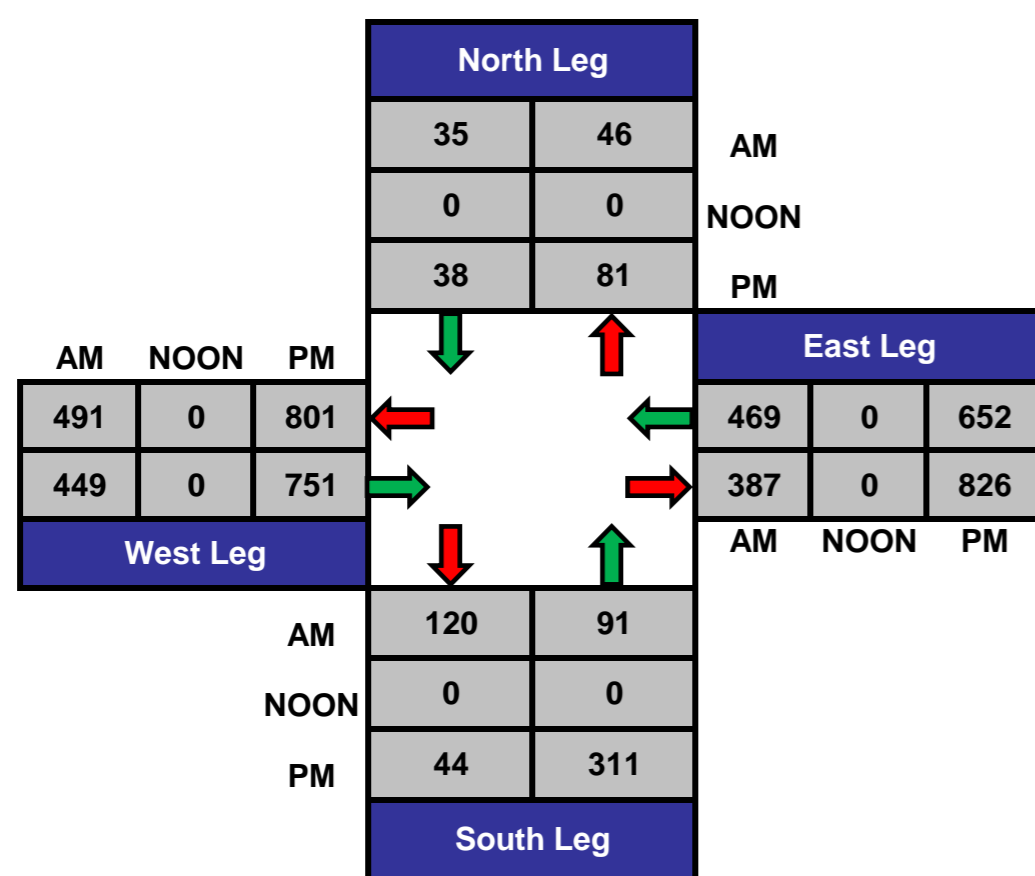 North Leg
35 46 AM
0 0 NOON
38 81 PM
East Leg
AM NOON PM
491 0 801
469 0 652
449 0 751
387 0 826
West Leg
AM NOON PM
AM 120 91
NOON 0 0
PM 44 311
South Leg